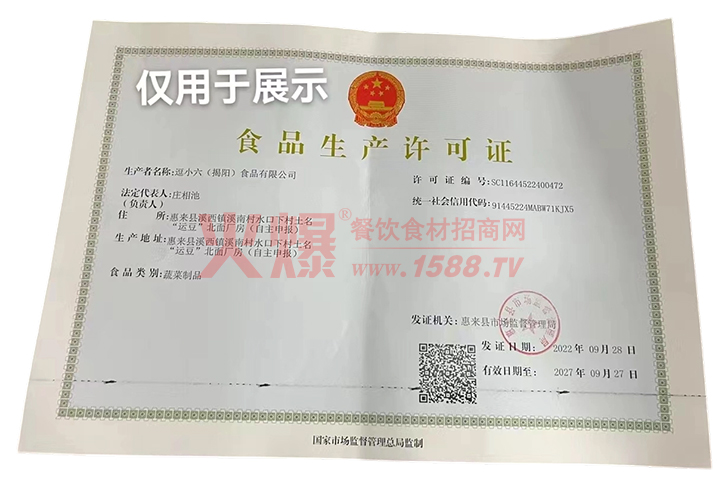 仅用于展示
食品生产许可证
生产者名称:逗小六（揭阳）食品有限公司
许可证编号:SC11644522400472
法定代表人:庄相池
(负责人)
统一社会信用代码:91445224MABW71KJX5
住所:惠来县溪西镇溪南村水口下村土名
“运豆”北面厂房（自主申报）
生产地址:惠来县溪西镇溪南村水口下村土名
“运豆”北面厂房（自主申报）
食品类别:蔬菜制品
火爆®餐饮食材招商网
www.1588.TV
发证机关:惠来县市场监督管理局
发证日期:2022年09月28日
有效日期至:2027年09月27日
国家市场监督管理总局监制